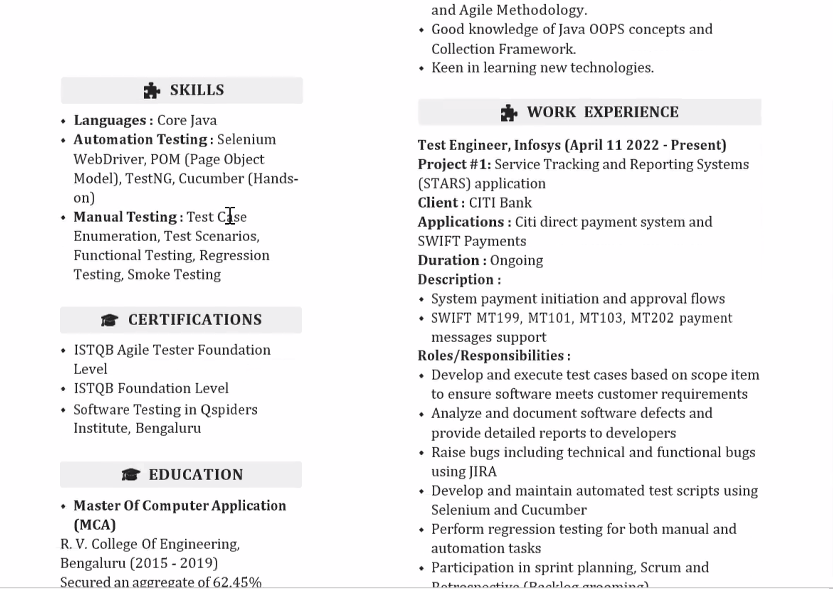 SKILLS
• Languages : Core Java
• Automation Testing : Selenium
WebDriver, POM (Page Object
Model), TestNG, Cucumber (Hands-
on)
• Manual Testing : Test Case
Enumeration, Test Scenarios,
Functional Testing, Regression
Testing, Smoke Testing
CERTIFICATIONS
• ISTQB Agile Tester Foundation
Level
• ISTQB Foundation Level
• Software Testing in Qspiders
Institute, Bengaluru
EDUCATION
• Master Of Computer Application
(MCA)
R. V. College Of Engineering,
Bengaluru (2015 - 2019)
Secured an aggregate of 62.45%
and Agile Methodology.
• Good knowledge of Java OOPS concepts and
Collection Framework.
• Keen in learning new technologies.
WORK EXPERIENCE
Test Engineer, Infosys (April 11 2022 - Present)
Project #1: Service Tracking and Reporting Systems
(STARS) application
Client : CITI Bank
Applications : Citi direct payment system and
SWIFT Payments
Duration : Ongoing
Description :
• System payment initiation and approval flows
• SWIFT MT199, MT101, MT103, MT202 payment
messages support
Roles/Responsibilities :
• Develop and execute test cases based on scope item
to ensure software meets customer requirements
• Analyze and document software defects and
provide detailed reports to developers
• Raise bugs including technical and functional bugs
using JIRA
• Develop and maintain automated test scripts using
Selenium and Cucumber
• Perform regression testing for both manual and
automation tasks
• Participation in sprint planning, Scrum and
Retrospective (Backlog grooming)